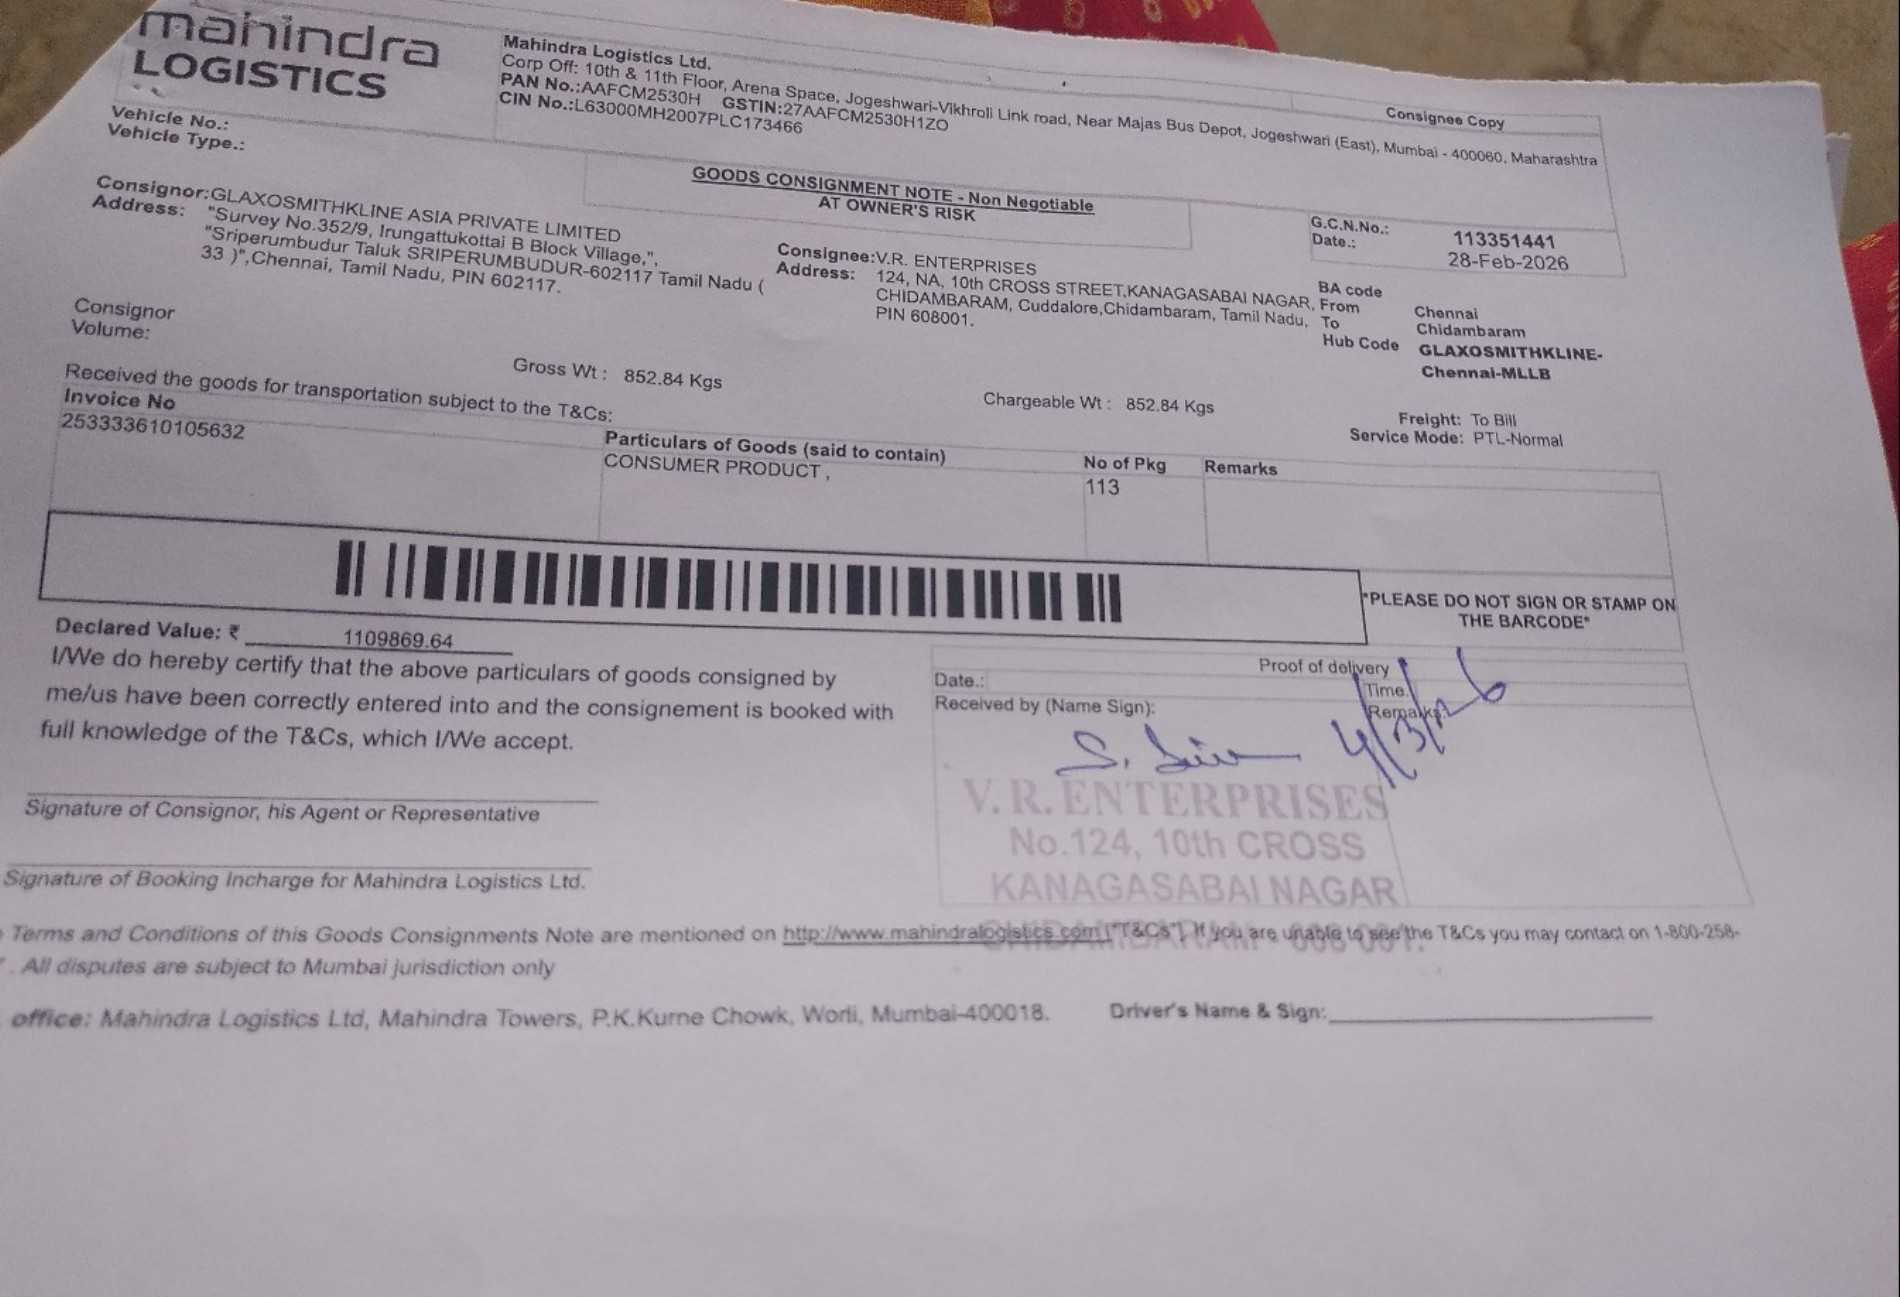 mahindra
LOGISTICS
Mahindra Logistics Ltd.
Corp Off: 10th & 11th Floor, Arena Space, Jogeshwari-Vikhroli Link road, Near Majas Bus Depot, Jogeshwari (East), Mumbai - 400060, Maharashtra
PAN No.:AAFCM2530H GSTIN:27AAFCM2530H1ZO
CIN No.:L63000MH2007PLC173466
Consignee Copy
Vehicle No.:
Vehicle Type.:
GOODS CONSIGNMENT NOTE - Non Negotiable
AT OWNER'S RISK
G.C.N.No.: 113351441
Date.: 28-Feb-2026
Consignor:GLAXOSMITHKLINE ASIA PRIVATE LIMITED
Address: "Survey No.352/9, Irungattukottai B Block Village,",
"Sriperumbudur Taluk SRIPERUMBUDUR-602117 Tamil Nadu (
33 )",Chennai, Tamil Nadu, PIN 602117.
Consignee:V.R. ENTERPRISES
Address: 124, NA, 10th CROSS STREET,KANAGASABAI NAGAR,
CHIDAMBARAM, Cuddalore,Chidambaram, Tamil Nadu,
PIN 608001.
BA code
From Chennai
To Chidambaram
Hub Code GLAXOSMITHKLINE-
Chennai-MLLB
Consignor
Volume:
Gross Wt : 852.84 Kgs
Chargeable Wt : 852.84 Kgs
Freight: To Bill
Service Mode: PTL-Normal
Received the goods for transportation subject to the T&Cs:
Invoice No
253333610105632
Particulars of Goods (said to contain)
CONSUMER PRODUCT ,
No of Pkg
113
Remarks
*PLEASE DO NOT SIGN OR STAMP ON
THE BARCODE*
Declared Value: ₹ 1109869.64
I/We do hereby certify that the above particulars of goods consigned by
me/us have been correctly entered into and the consignement is booked with
full knowledge of the T&Cs, which I/We accept.
Proof of delivery
Date.:
Time.
Received by (Name Sign):
Remarks:
S.
4/3/26
V.R.ENTERPRISES
No.124, 10th CROSS
KANAGASABAI NAGAR
Signature of Consignor, his Agent or Representative
Signature of Booking Incharge for Mahindra Logistics Ltd.
Terms and Conditions of this Goods Consignments Note are mentioned on http://www.mahindralogistics.com ("T&Cs"). If you are unable to see the T&Cs you may contact on 1-800-258-
. All disputes are subject to Mumbai jurisdiction only
office: Mahindra Logistics Ltd, Mahindra Towers, P.K.Kurne Chowk, Worli, Mumbai-400018.
Driver's Name & Sign: